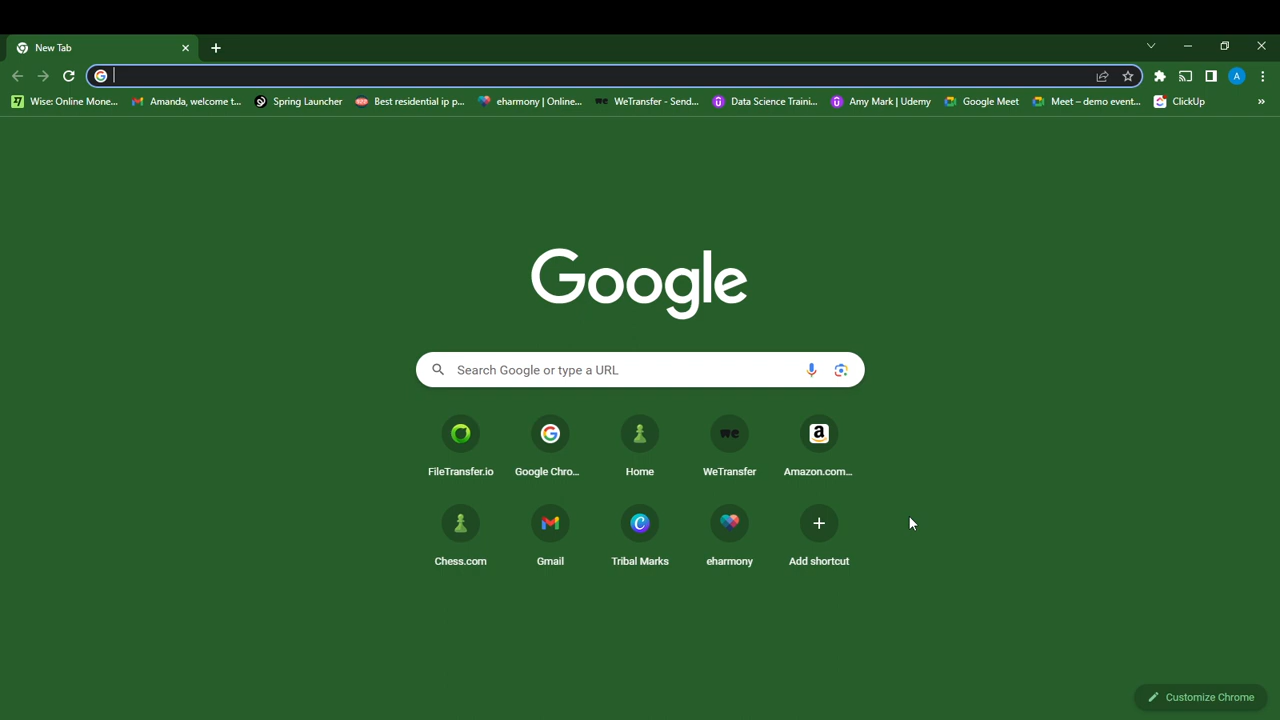 New Tab
Wise: Online Mone... Amanda, welcome t... Spring Launcher Best residential ip p... eharmony | Online... WeTransfer - Send... Data Science Traini... Amy Mark | Udemy Google Meet Meet – demo event... ClickUp
Google
Search Google or type a URL
FileTransfer.io Google Chro... Home WeTransfer Amazon.com...
Chess.com Gmail Tribal Marks eharmony Add shortcut
Customize Chrome